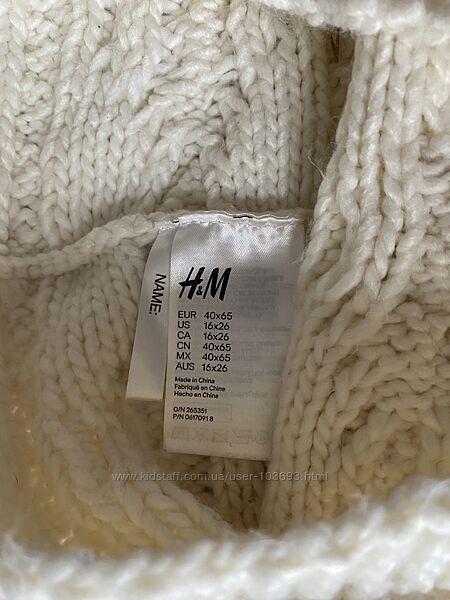 NAME:
H&M
EUR 40x65
US 16x26
CA 16x26
CN 40x65
MX 40x65
AUS 16x26
Made in China
Fabriqué en Chine
Hecho en China
O/N 265351
P/N 0617091 8
www.kidstaff.com.ua/user-103693.html